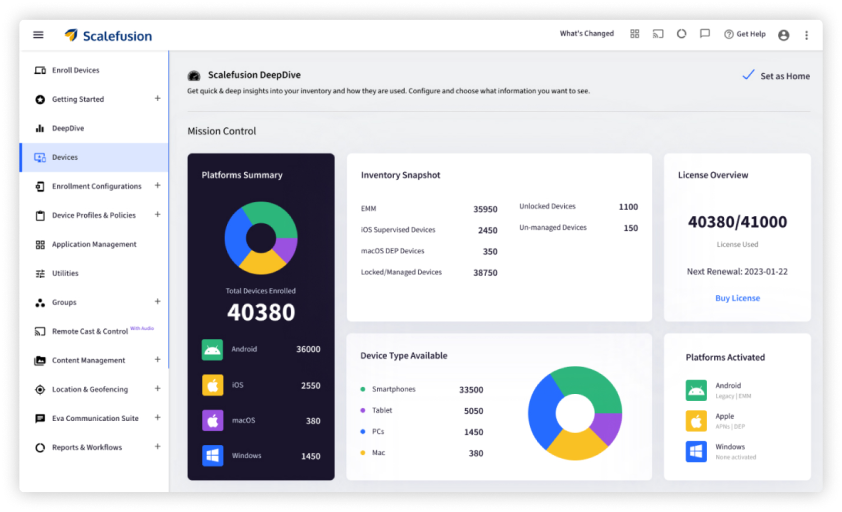 Scalefusion
What's Changed
Get Help
Enroll Devices
Getting Started +
DeepDive
Devices
Enrollment Configurations +
Device Profiles & Policies +
Application Management
Utilities
Groups +
Remote Cast & Control With Audio
Content Management +
Location & Geofencing +
Eva Communication Suite +
Reports & Workflows +
Scalefusion DeepDive
Get quick & deep insights into your inventory and how they are used. Configure and choose what information you want to see.
Set as Home
Mission Control
Platforms Summary
Total Devices Enrolled
40380
Android 36000
iOS 2550
macOS 380
Windows 1450
Inventory Snapshot
EMM 35950
iOS Supervised Devices 2450
macOS DEP Devices 350
Locked/Managed Devices 38750
Unlocked Devices 1100
Un-managed Devices 150
License Overview
40380/41000
License Used
Next Renewal: 2023-01-22
Buy License
Device Type Available
Smartphones 33500
Tablet 5050
PCs 1450
Mac 380
Platforms Activated
Android
Legacy | EMM
Apple
APNs | DEP
Windows
None activated